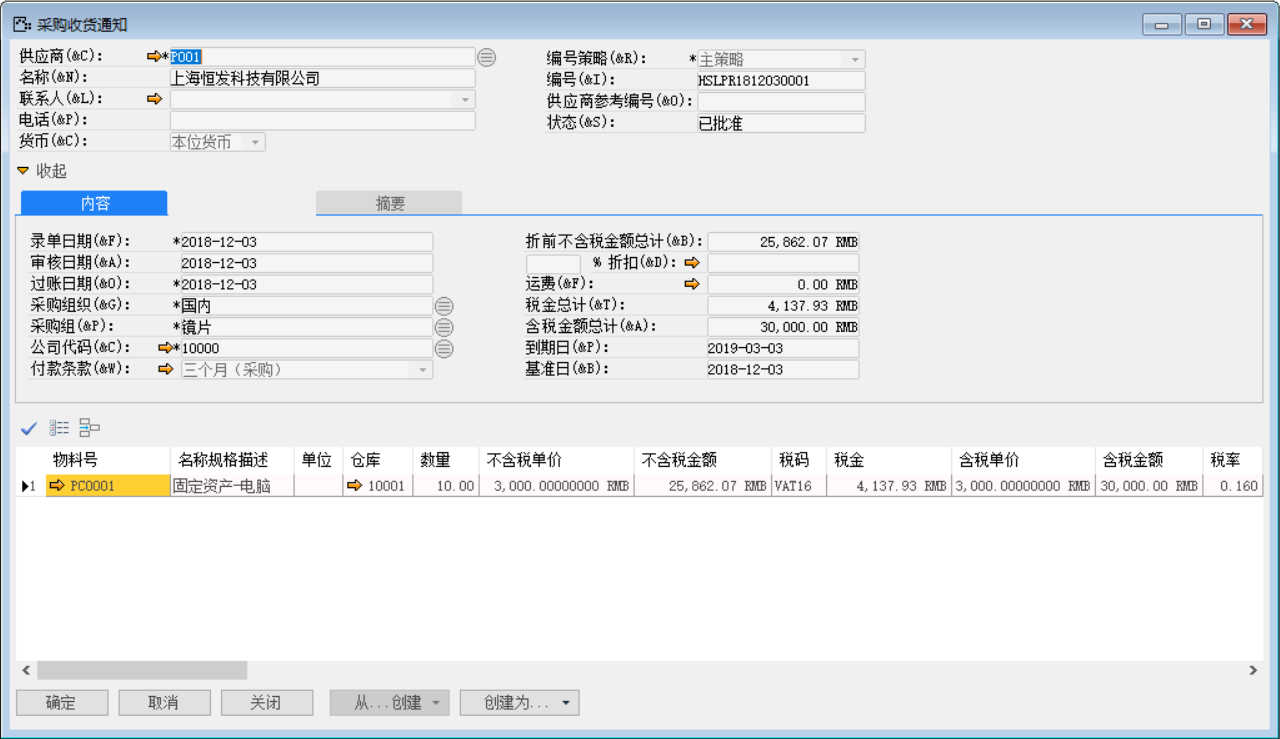 采购收货通知
供应商(&C): *P001
名称(&N): 上海恒发科技有限公司
联系人(&L):
电话(&P):
货币(&C): 本位货币
编号策略(&R): *主策略
编号(&I): HSLPR1812030001
供应商参考编号(&O):
状态(&S): 已批准
收起
内容 摘要
录单日期(&F): *2018-12-03
审核日期(&A): 2018-12-03
过账日期(&O): *2018-12-03
采购组织(&G): *国内
采购组(&P): *镜片
公司代码(&C): *10000
付款条款(&W): 三个月(采购)
折前不含税金额总计(&B): 25,862.07 RMB
% 折扣(&D):
运费(&F): 0.00 RMB
税金总计(&T): 4,137.93 RMB
含税金额总计(&A): 30,000.00 RMB
到期日(&P): 2019-03-03
基准日(&B): 2018-12-03
物料号 名称规格描述 单位 仓库 数量 不含税单价 不含税金额 税码 税金 含税单价 含税金额 税率
1 PC0001 固定资产-电脑 10001 10.00 3,000.00000000 RMB 25,862.07 RMB VAT16 4,137.93 RMB 3,000.00000000 RMB 30,000.00 RMB 0.160
确定 取消 关闭 从...创建 创建为...